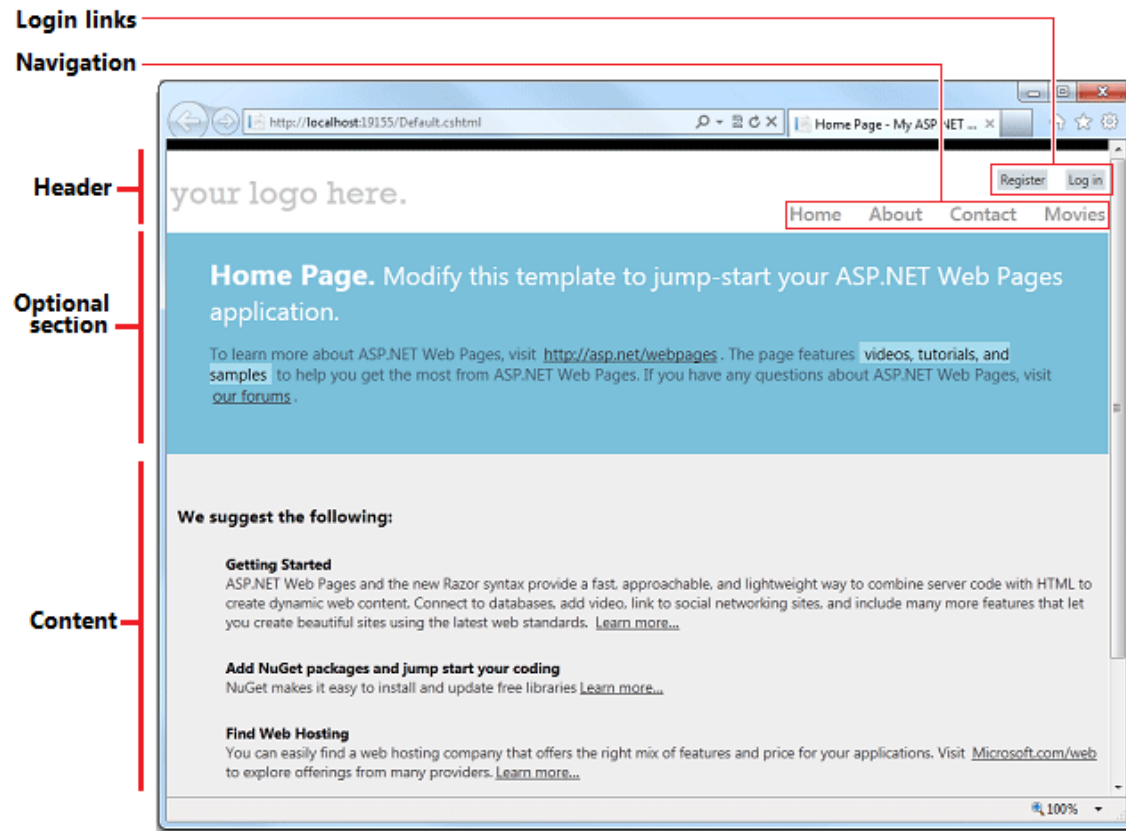 Login links
Navigation
http://localhost:19155/Default.cshtml
Home Page - My ASP.NET ...
Header
Register Log in
your logo here.
Home About Contact Movies
Optional
section
Home Page. Modify this template to jump-start your ASP.NET Web Pages
application.
To learn more about ASP.NET Web Pages, visit http://asp.net/webpages . The page features videos, tutorials, and
samples to help you get the most from ASP.NET Web Pages. If you have any questions about ASP.NET Web Pages, visit
our forums .
Content
We suggest the following:
Getting Started
ASP.NET Web Pages and the new Razor syntax provide a fast, approachable, and lightweight way to combine server code with HTML to
create dynamic web content. Connect to databases, add video, link to social networking sites, and include many more features that let
you create beautiful sites using the latest web standards. Learn more...
Add NuGet packages and jump start your coding
NuGet makes it easy to install and update free libraries Learn more...
Find Web Hosting
You can easily find a web hosting company that offers the right mix of features and price for your applications. Visit Microsoft.com/web
to explore offerings from many providers. Learn more...
100%